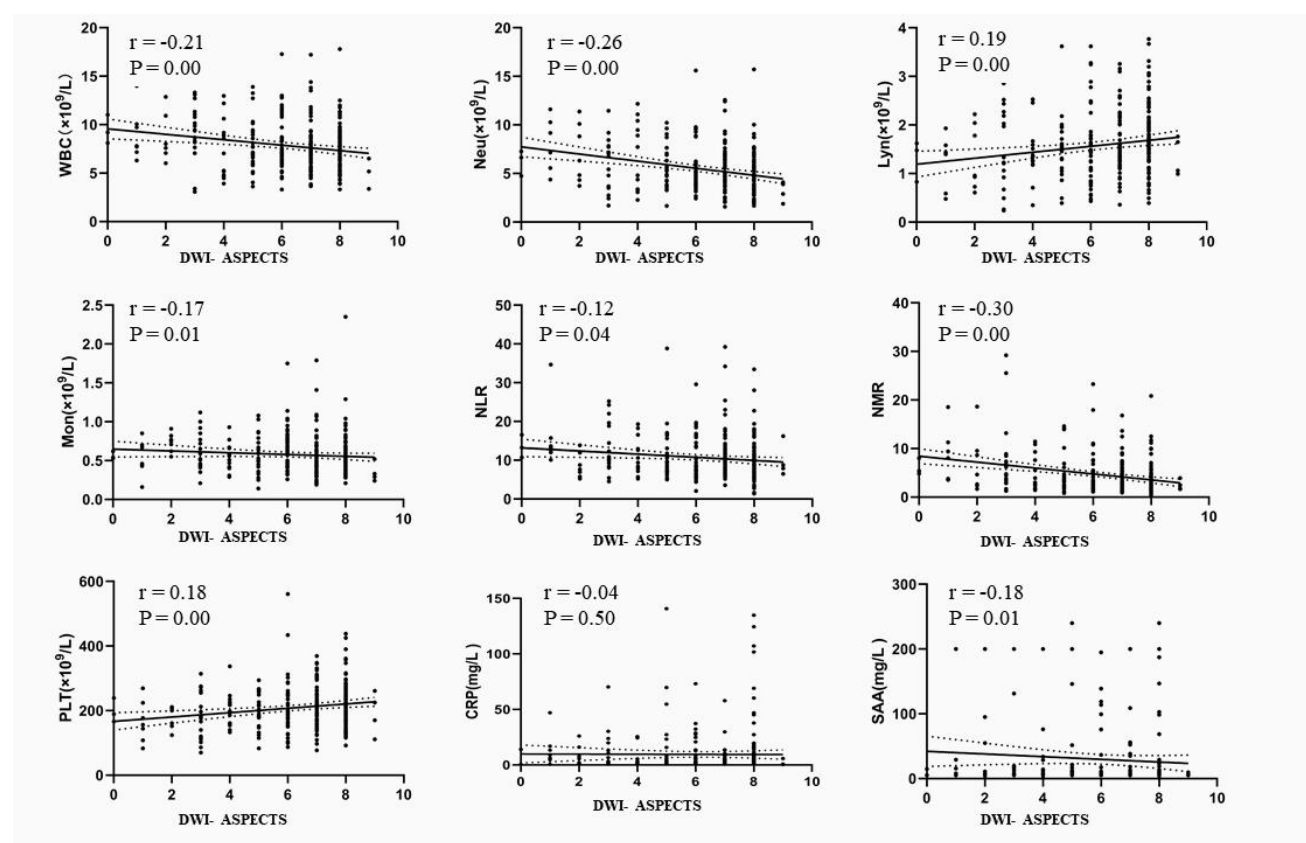 r = -0.21
P = 0.00
WBC (×10⁹/L)
20
15
10
5
0
0 2 4 6 8 10
DWI- ASPECTS
r = -0.26
P = 0.00
Neu(×10⁹/L)
20
15
10
5
0
0 2 4 6 8 10
DWI- ASPECTS
r = 0.19
P = 0.00
Lyn(×10⁹/L)
4
3
2
1
0
0 2 4 6 8 10
DWI- ASPECTS
r = -0.17
P = 0.01
Mon(×10⁹/L)
2.5
2.0
1.5
1.0
0.5
0.0
0 2 4 6 8 10
DWI- ASPECTS
r = -0.12
P = 0.04
NLR
50
40
30
20
10
0
0 2 4 6 8 10
DWI- ASPECTS
r = -0.30
P = 0.00
NMR
40
30
20
10
0
0 2 4 6 8 10
DWI- ASPECTS
r = 0.18
P = 0.00
PLT(×10⁹/L)
600
400
200
0
0 2 4 6 8 10
DWI- ASPECTS
r = -0.04
P = 0.50
CRP(mg/L )
150
100
50
0
0 2 4 6 8 10
DWI- ASPECTS
r = -0.18
P = 0.01
SAA(mg/L )
300
200
100
0
0 2 4 6 8 10
DWI- ASPECTS